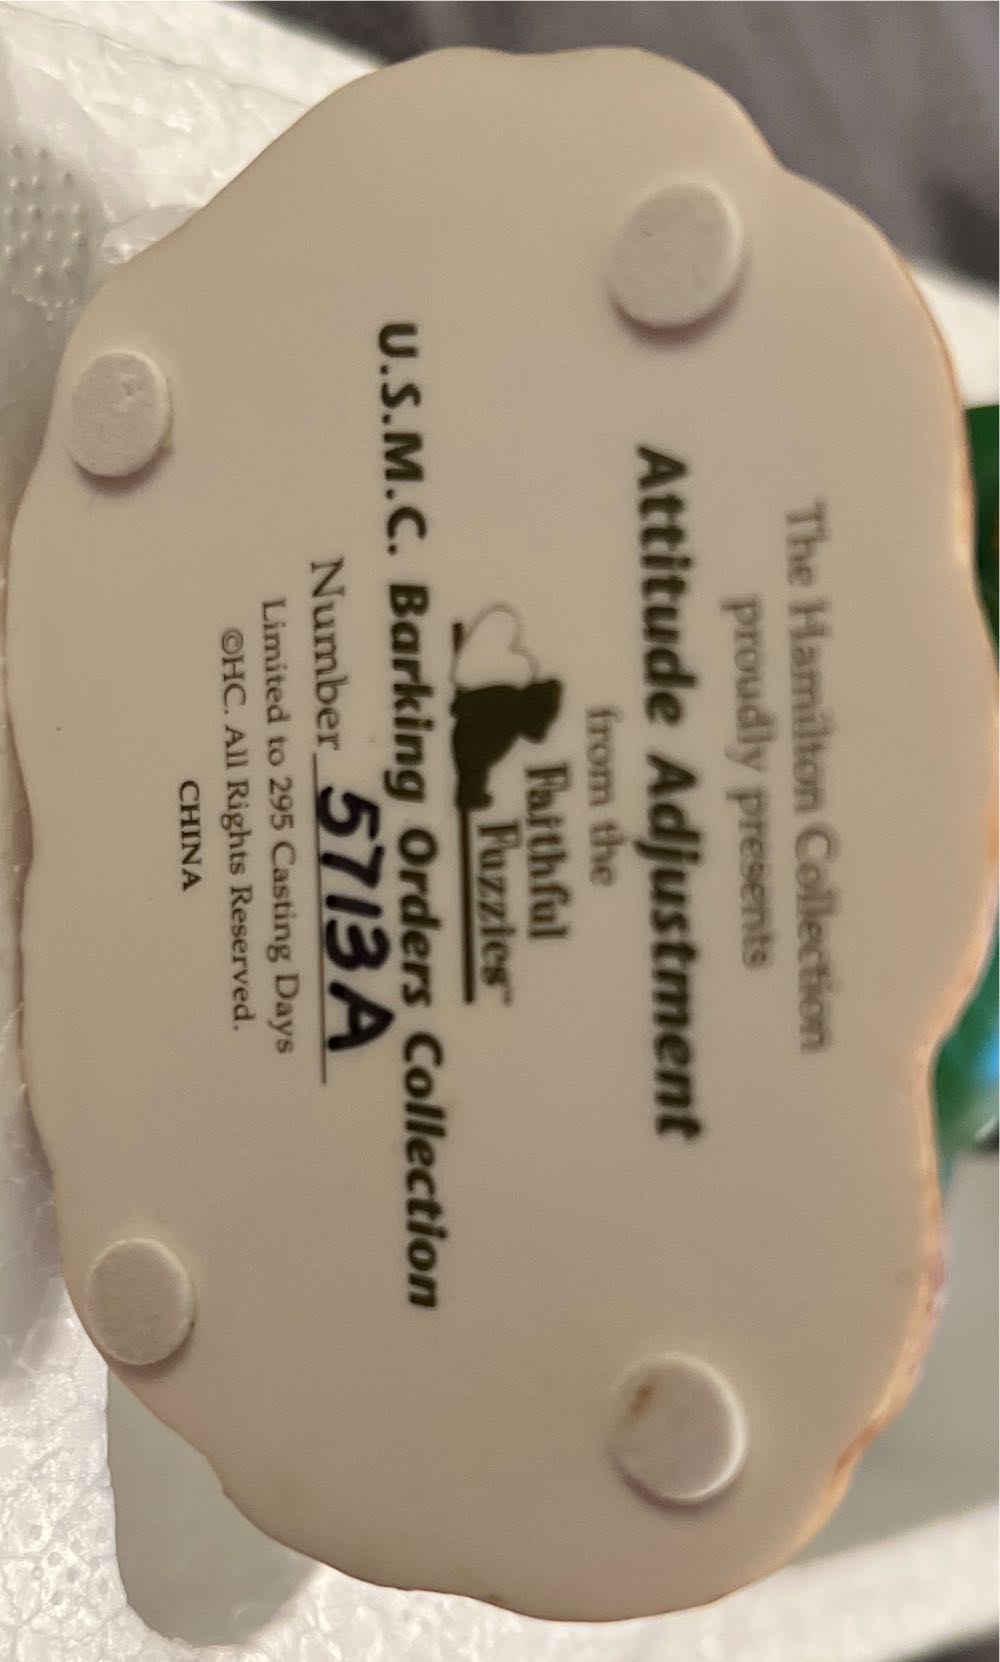 The Hamilton Collection
proudly presents
Attitude Adjustment
from the
Faithful
Fuzzies™
U.S.M.C. Barking Orders Collection
Number 5713A
Limited to 295 Casting Days
©HC. All Rights Reserved.
CHINA